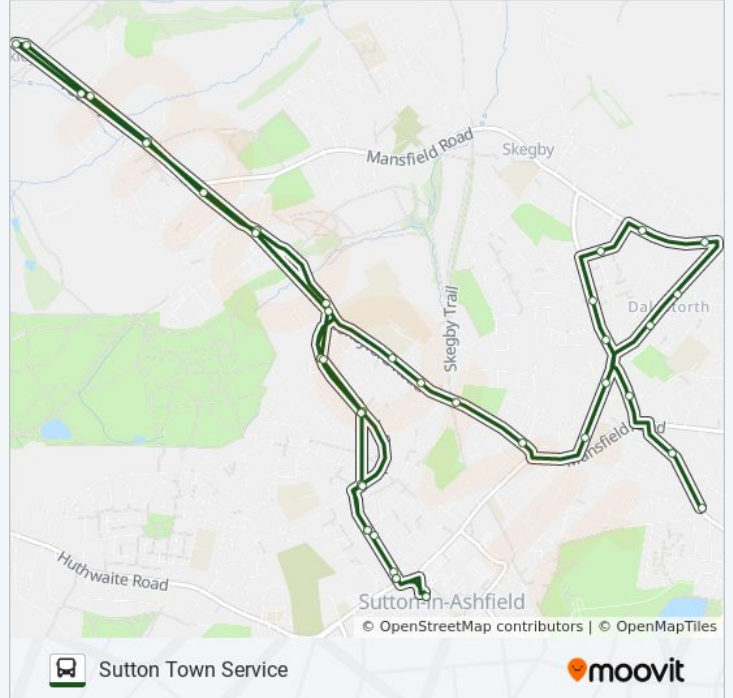 Mansfield Road
Skegby
Skegby Trail
Mansfield Road
Huthwaite Road
Sutton-in-Ashfield
© OpenStreetMap contributors | © OpenMapTiles
Sutton Town Service
moovit